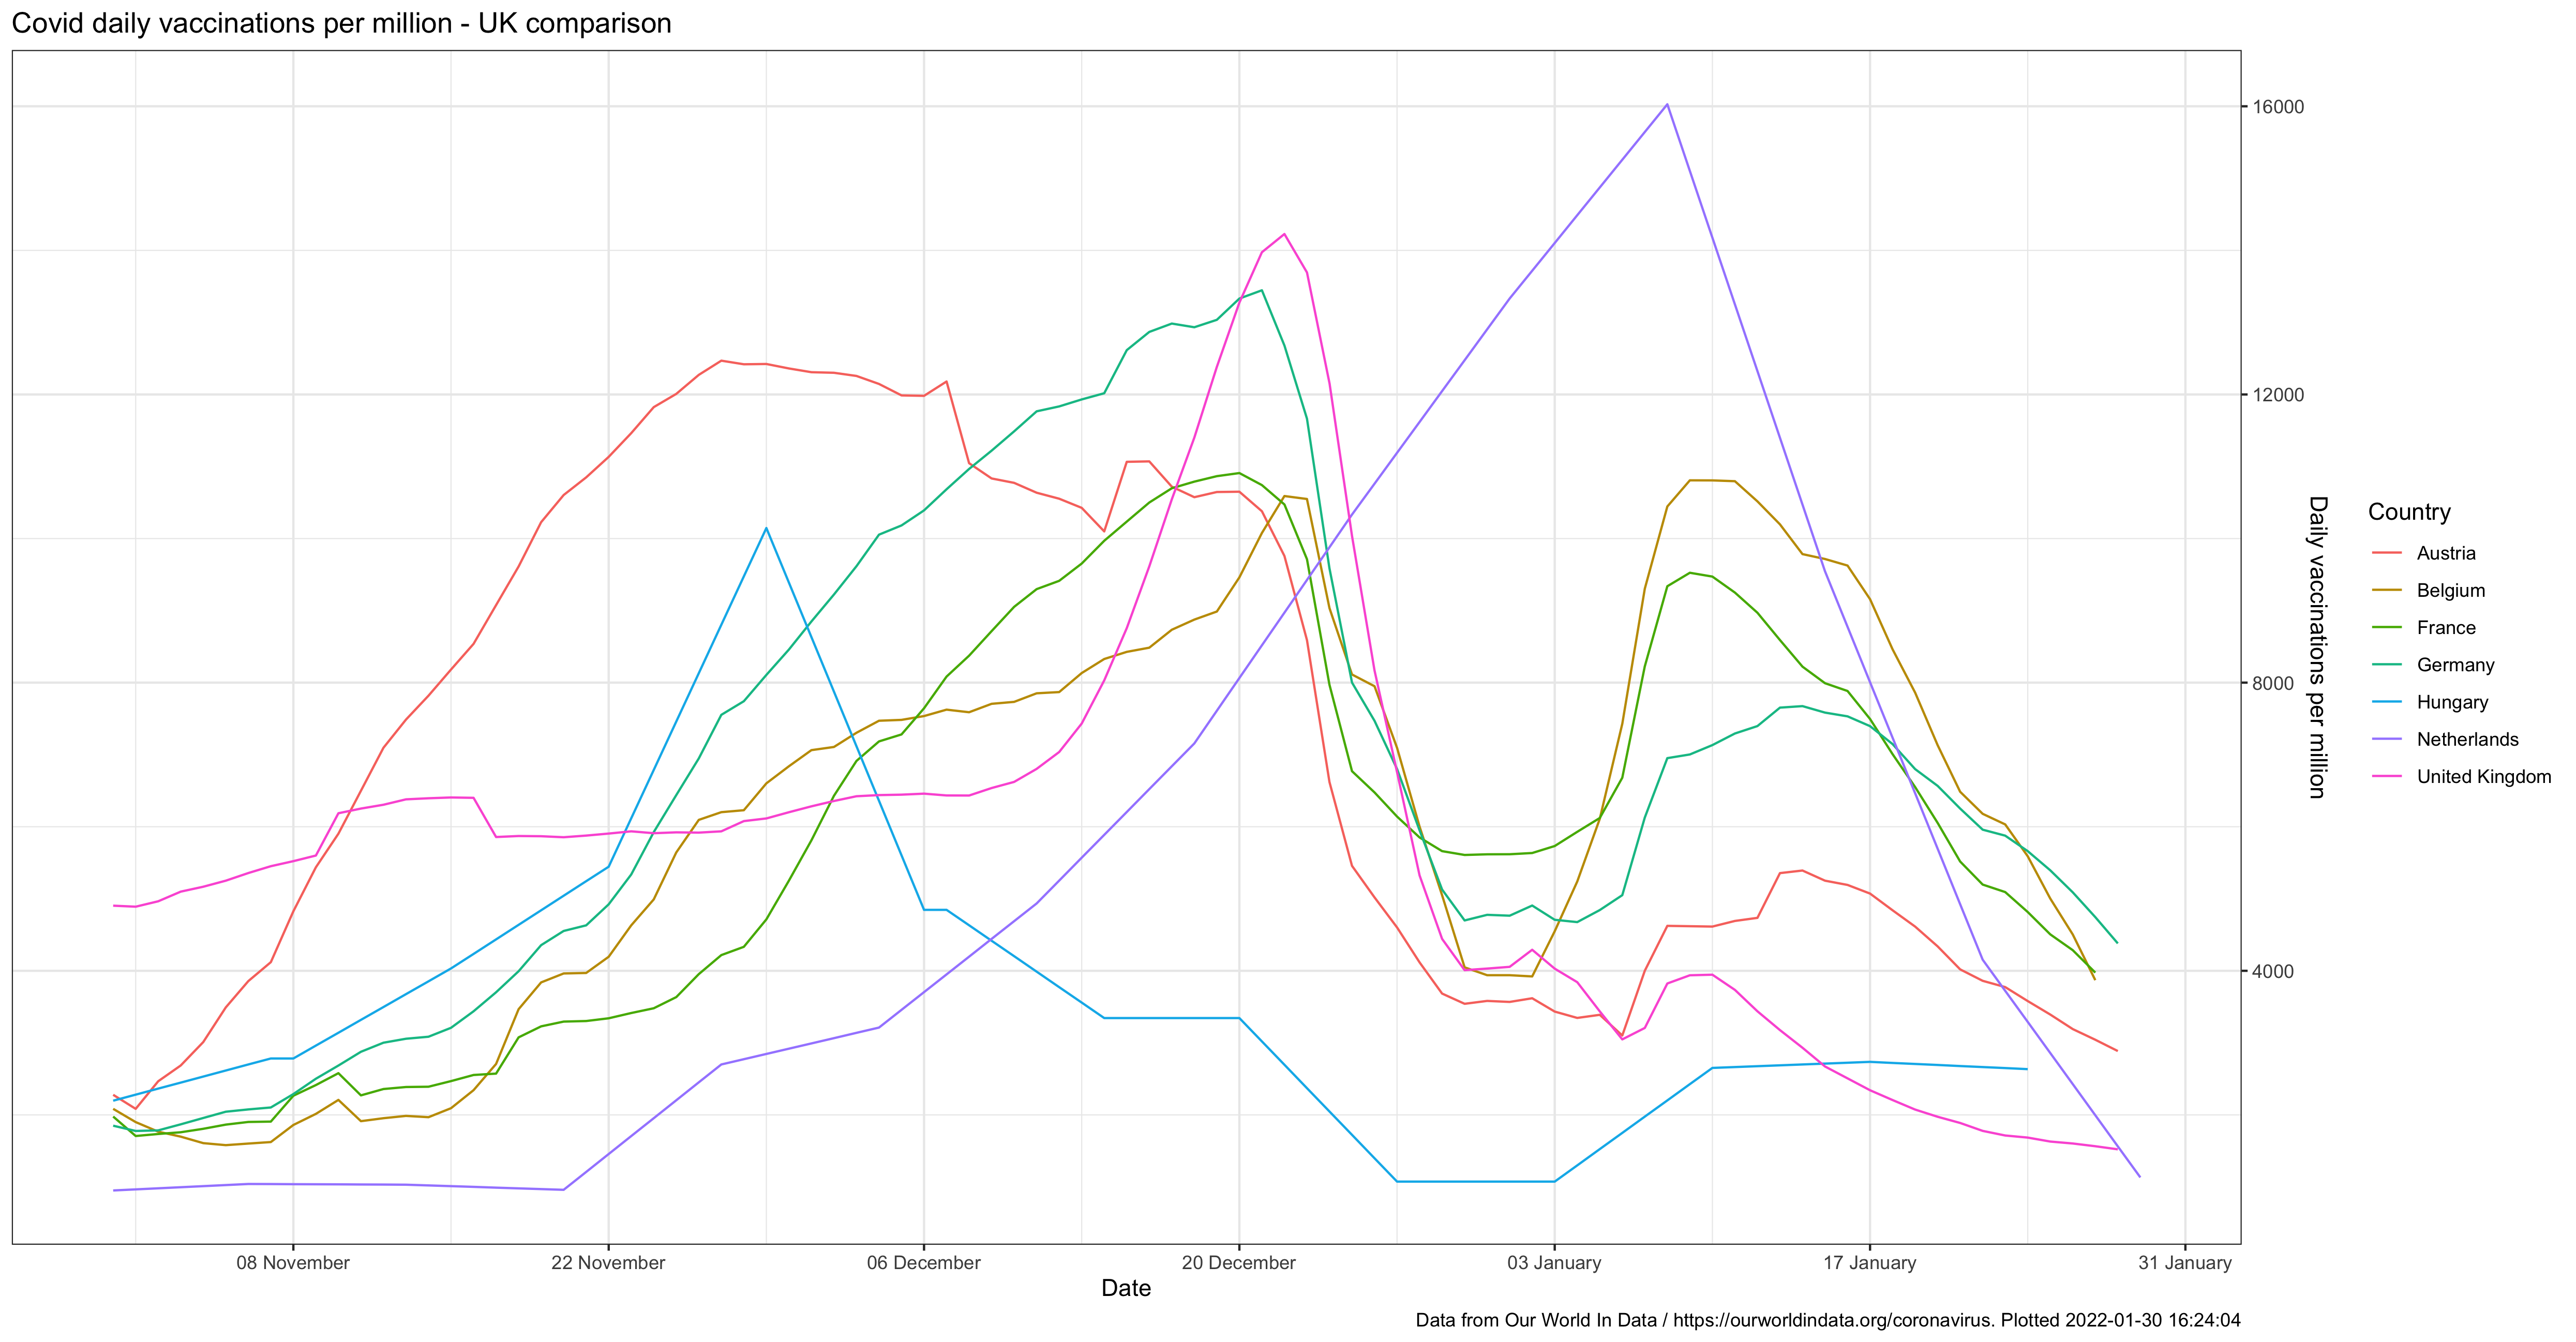 Covid daily vaccinations per million - UK comparison
16000
12000
8000
4000
Daily vaccinations per million
Country
Austria
Belgium
France
Germany
Hungary
Netherlands
United Kingdom
08 November
22 November
06 December
20 December
03 January
17 January
31 January
Date
Data from Our World In Data / https://ourworldindata.org/coronavirus. Plotted 2022-01-30 16:24:04